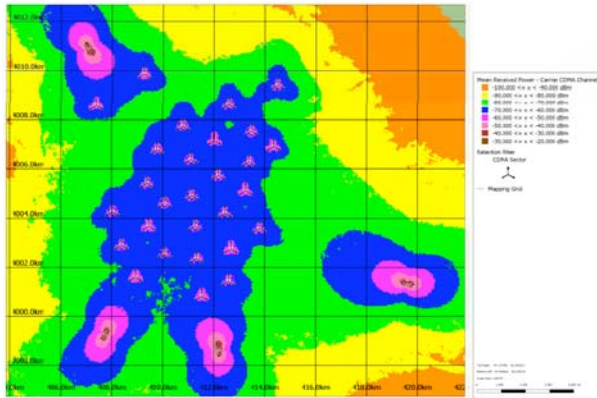 4012.0km
4010.0km
4008.0km
4006.0km
4004.0km
4002.0km
4000.0km
406.0km 408.0km 410.0km 412.0km 414.0km 416.0km 418.0km 420.0km 422
Mean Received Power - Carrier CDMA Channel
-100.000 <= x < -90.000 dBm
-90.000 <= x < -80.000 dBm
-80.000 <= x < -70.000 dBm
-70.000 <= x < -60.000 dBm
-60.000 <= x < -50.000 dBm
-50.000 <= x < -40.000 dBm
-40.000 <= x < -30.000 dBm
-30.000 <= x < -20.000 dBm
Selection Filter
CDMA Sector
Mapping Grid